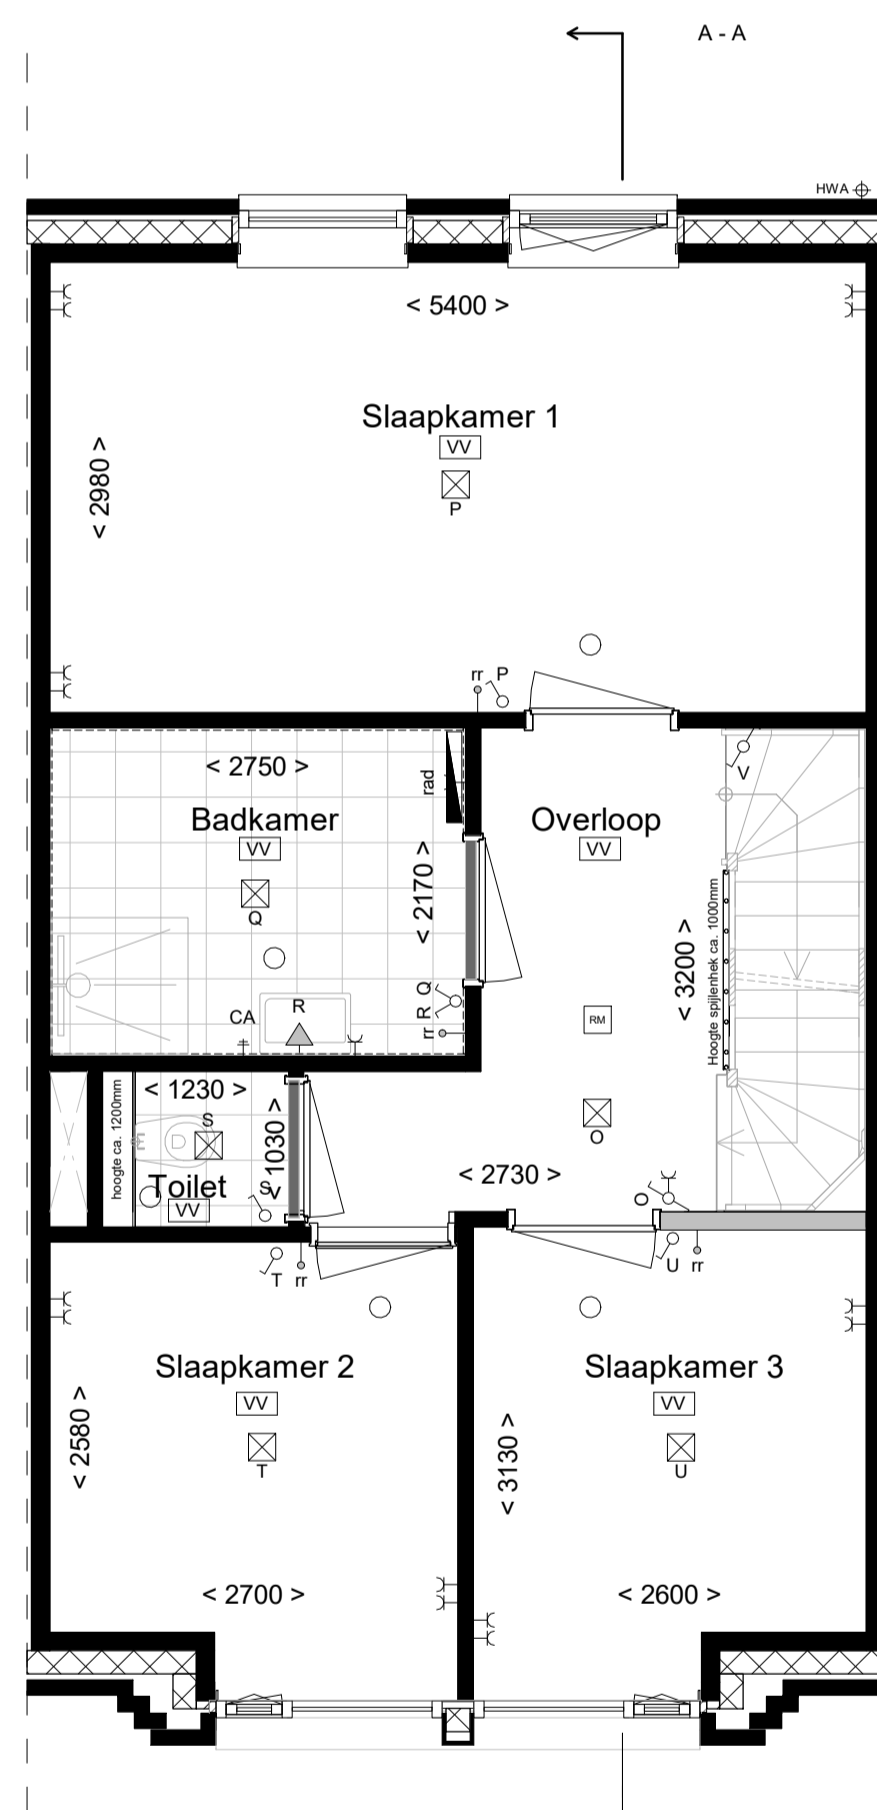 A - A
HWA
< 5400 >
Slaapkamer 1
VV
< 2980 >
P
rr P
< 2750 >
rad
V
Badkamer
Overloop
VV
VV
< 2170 >
Q
Hoogte spijlenhek ca. 1000mm
< 3200 >
R Q
CA
R
rr
RM
hoogte ca. 1200mm
< 1230 >
S
< 1030 >
O
< 2730 >
Toilet
S
VV
O
T rr
U rr
Slaapkamer 2
Slaapkamer 3
VV
VV
< 2580 >
T
< 3130 >
U
< 2700 >
< 2600 >